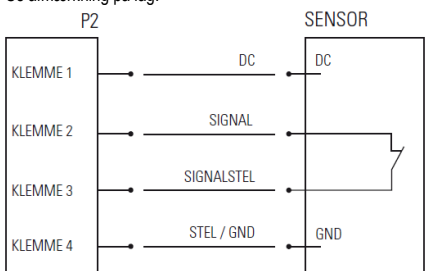 P2 SENSOR
KLEMME 1 DC DC
KLEMME 2 SIGNAL
KLEMME 3 SIGNALSTEL
KLEMME 4 STEL / GND GND